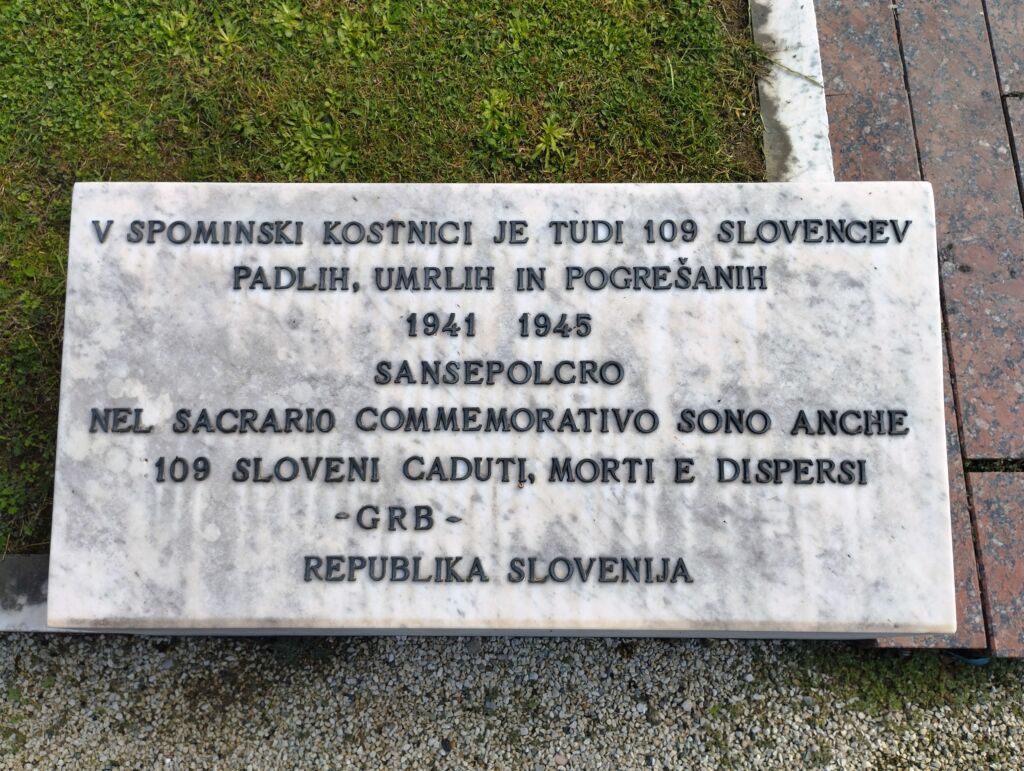 V SPOMINSKI KOSTNICI JE TUDI 109 SLOVENCEV
PADLIH, UMRLIH IN POGREŠANIH
1941 1945
SANSEPOLCRO
NEL SACRARIO COMMEMORATIVO SONO ANCHE
109 SLOVENI CADUTI, MORTI E DISPERSI
-GRB-
REPUBLIKA SLOVENIJA